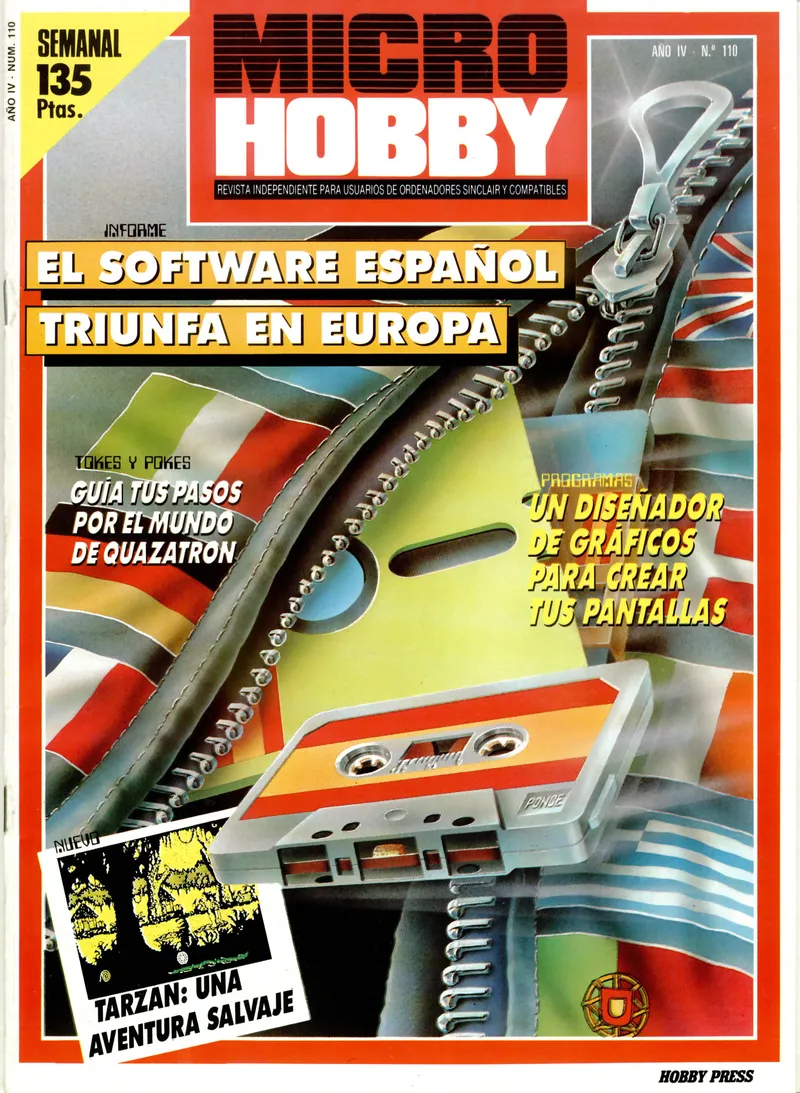 AÑO IV - NUM. 110
SEMANAL
135
Ptas.
MICRO
HOBBY
AÑO IV - N.º 110
REVISTA INDEPENDIENTE PARA USUARIOS DE ORDENADORES SINCLAIR Y COMPATIBLES
INFORME
EL SOFTWARE ESPAÑOL
TRIUNFA EN EUROPA
TOKES Y POKES
GUÍA TUS PASOS
POR EL MUNDO
DE QUAZATRON
PROGRAMAS
UN DISEÑADOR
DE GRÁFICOS
PARA CREAR
TUS PANTALLAS
PONCE
NUEVO
TARZAN: UNA
AVENTURA SALVAJE
HOBBY PRESS